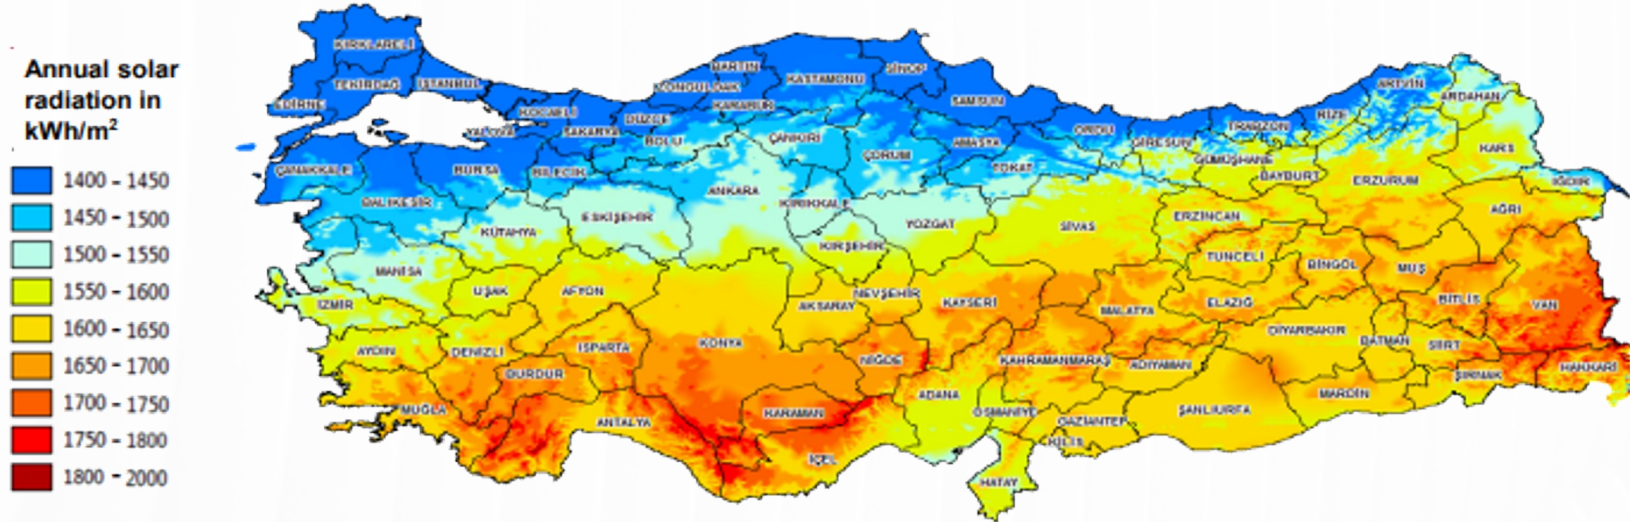 Annual solar
radiation in
kWh/m²
1400 - 1450
1450 - 1500
1500 - 1550
1550 - 1600
1600 - 1650
1650 - 1700
1700 - 1750
1750 - 1800
1800 - 2000
KIRKLARELİ
TEKİRDAĞ
İSTANBUL
EDİRNE
KOCAELİ
YALOVA
SAKARYA
DÜZCE
ZONGULDAK
BARTIN
KARABÜK
KASTAMONU
SİNOP
SAMSUN
BOLU
ÇANKIRI
ÇORUM
AMASYA
TOKAT
ORDU
GİRESUN
TRABZON
RİZE
ARTVİN
ARDAHAN
GÜMÜŞHANE
BAYBURT
KARS
ERZURUM
IĞDIR
AĞRI
ÇANAKKALE
BURSA
BİLECİK
BALIKESİR
KÜTAHYA
ESKİŞEHİR
ANKARA
KIRIKKALE
KIRŞEHİR
YOZGAT
SİVAS
ERZİNCAN
TUNCELİ
BİNGÖL
MUŞ
BİTLİS
VAN
MANİSA
İZMİR
UŞAK
AFYON
AKSARAY
NEVŞEHİR
KAYSERİ
MALATYA
ELAZIĞ
DİYARBAKIR
BATMAN
SİİRT
ŞIRNAK
HAKKARİ
AYDIN
DENİZLİ
ISPARTA
BURDUR
KONYA
NİĞDE
KAHRAMANMARAŞ
ADIYAMAN
MARDİN
MUĞLA
ANTALYA
KARAMAN
İÇEL
ADANA
OSMANİYE
GAZİANTEP
KİLİS
ŞANLIURFA
HATAY